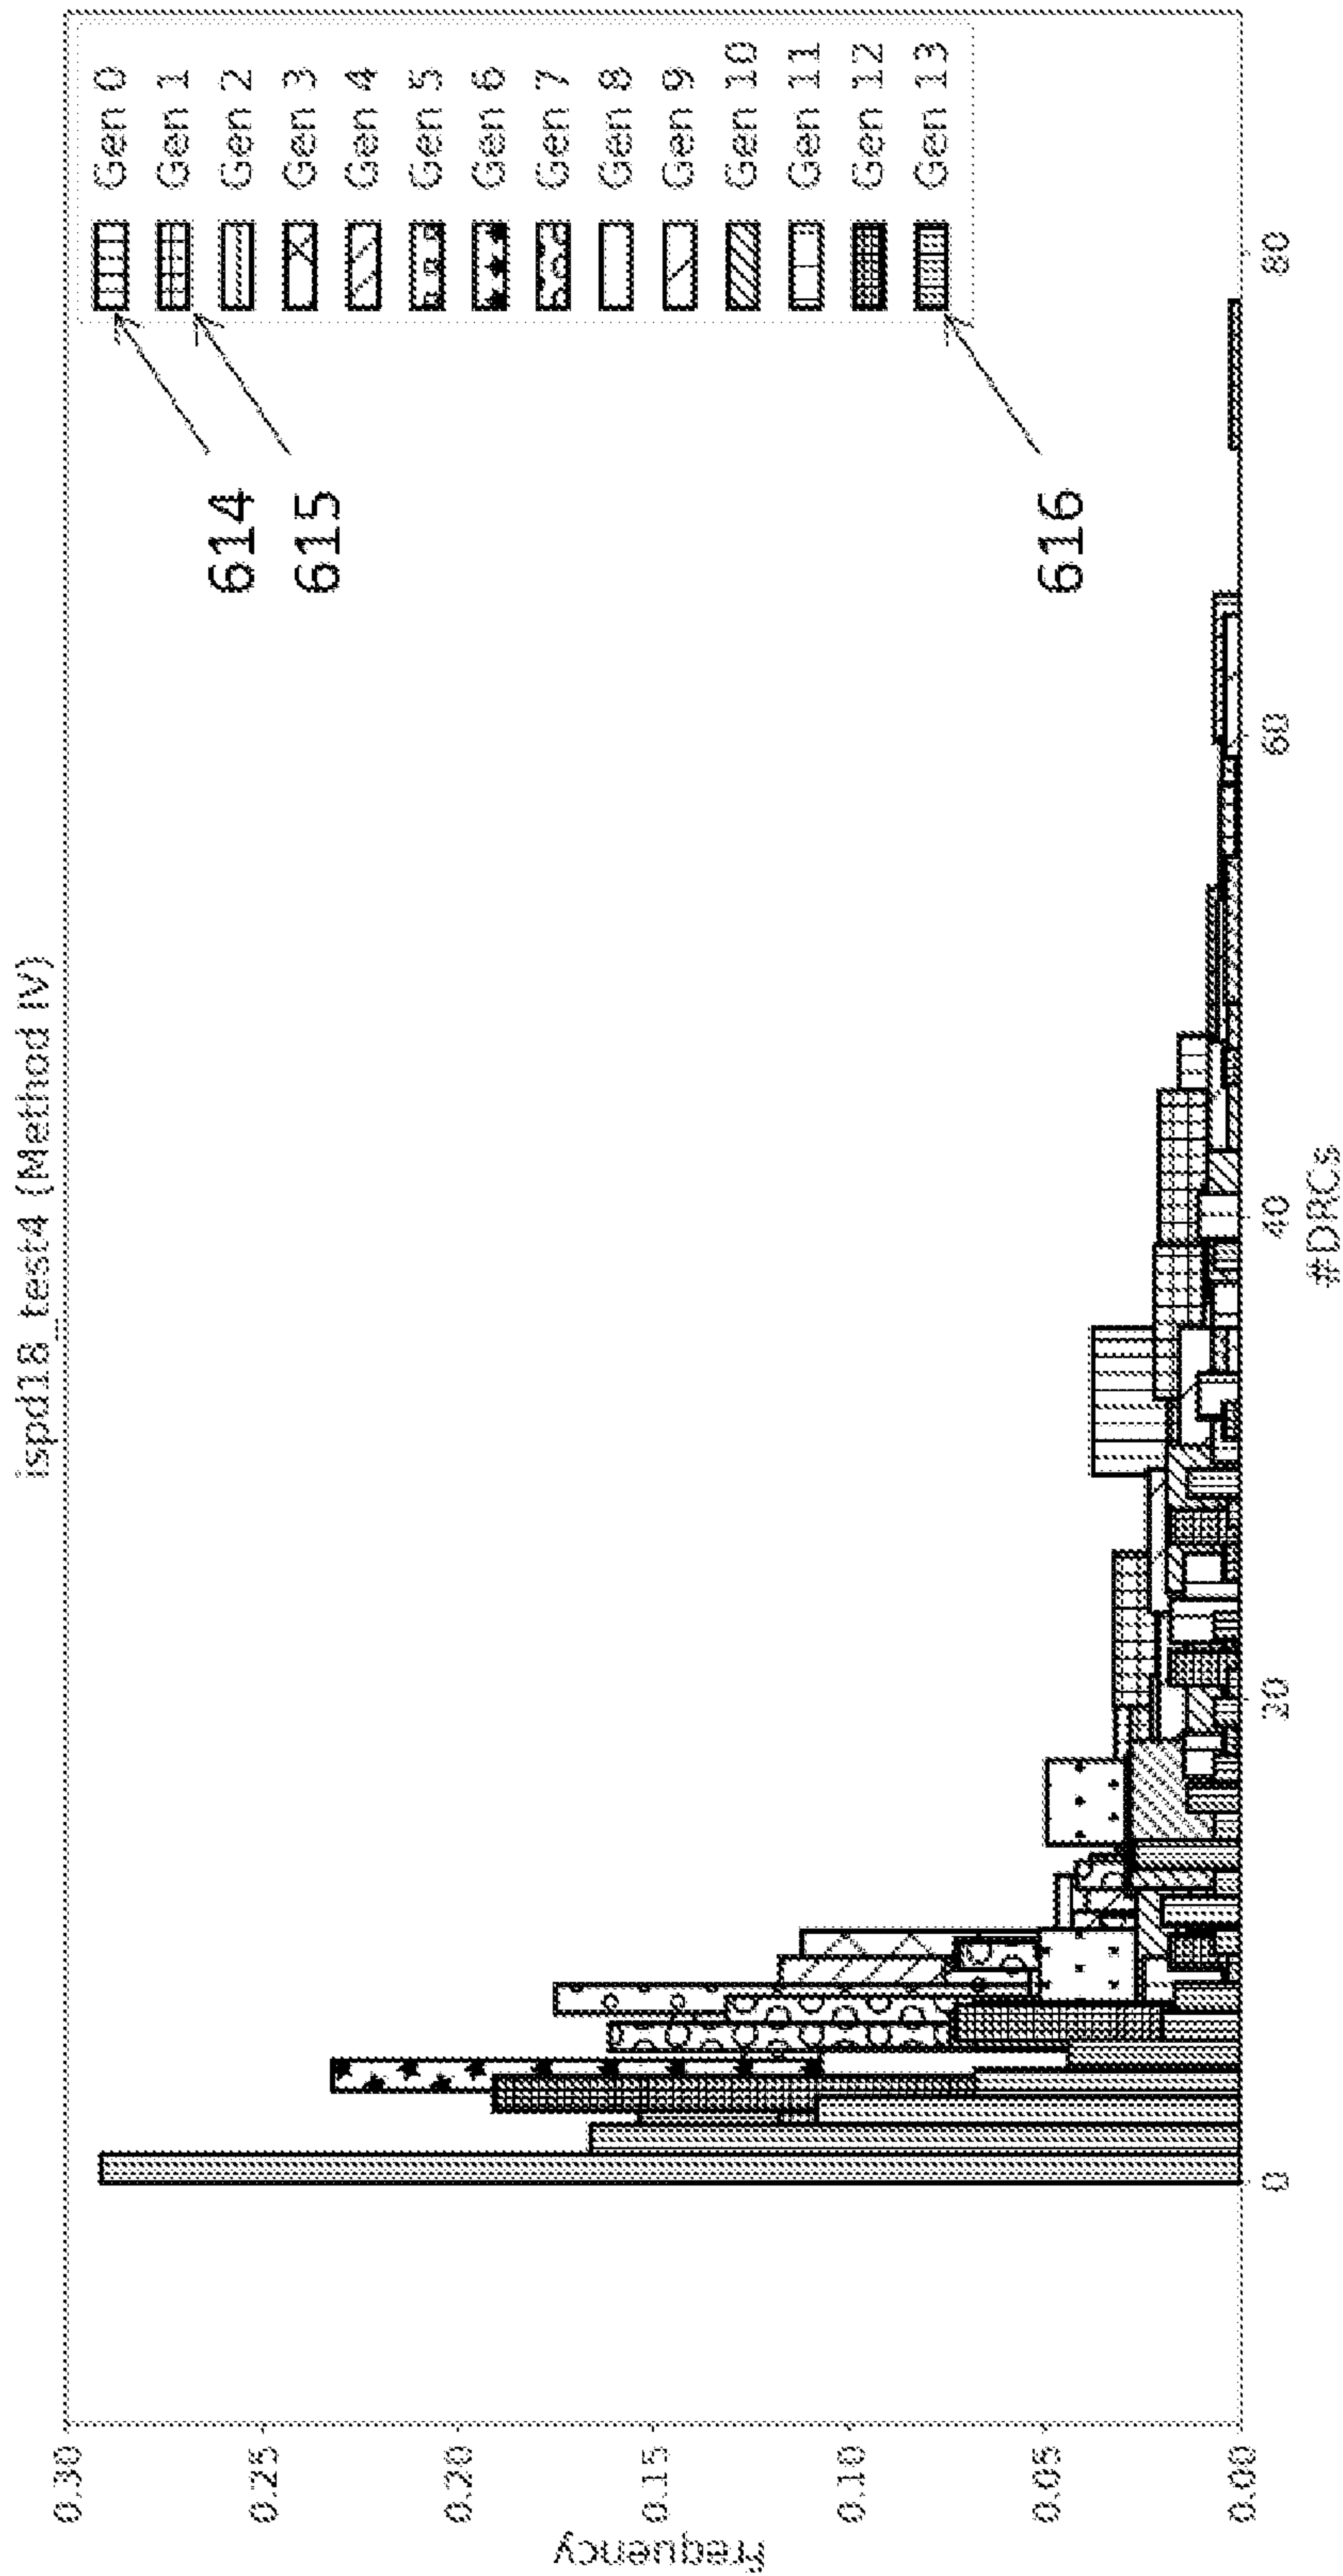 ispd18_test4 (Method IV)
0.30
0.25
0.20
0.15
0.10
0.05
0.00
frequency
0
20
40
60
80
#DRCs
Gen 0
Gen 1
Gen 2
Gen 3
Gen 4
Gen 5
Gen 6
Gen 7
Gen 8
Gen 9
Gen 10
Gen 11
Gen 12
Gen 13
614
615
616